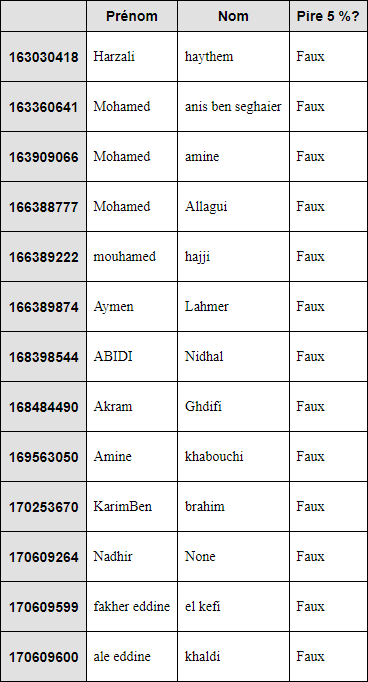 Prénom Nom Pire 5 %?
163030418 Harzali haythem Faux
163360641 Mohamed anis ben seghaier Faux
163909066 Mohamed amine Faux
166388777 Mohamed Allagui Faux
166389222 mouhamed hajji Faux
166389874 Aymen Lahmer Faux
168398544 ABIDI Nidhal Faux
168484490 Akram Ghdifi Faux
169563050 Amine khabouchi Faux
170253670 KarimBen brahim Faux
170609264 Nadhir None Faux
170609599 fakher eddine el kefi Faux
170609600 ale eddine khaldi Faux